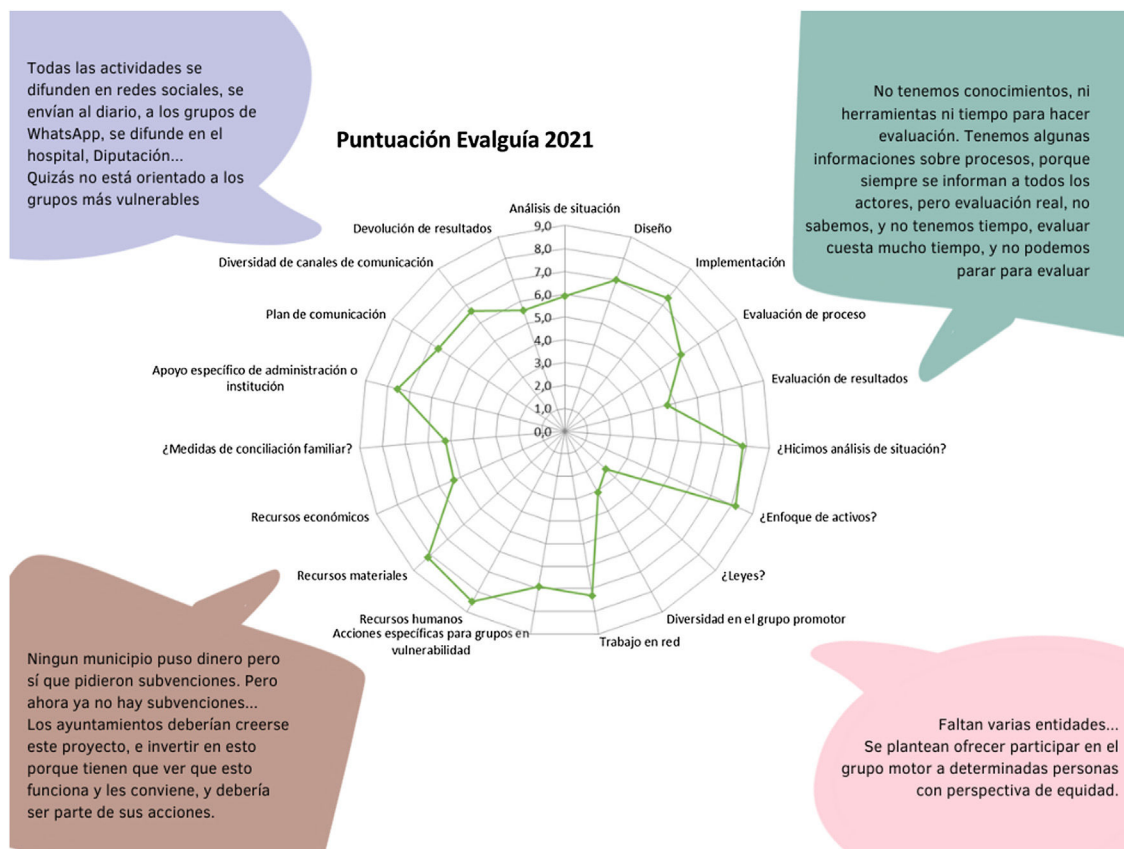 Todas las actividades se
difunden en redes sociales, se
envían al diario, a los grupos de
WhatsApp, se difunde en el
hospital, Diputación...
Quizás no está orientado a los
grupos más vulnerables
No tenemos conocimientos, ni
herramientas ni tiempo para hacer
evaluación. Tenemos algunas
informaciones sobre procesos, porque
siempre se informan a todos los
actores, pero evaluación real, no
sabemos, y no tenemos tiempo, evaluar
cuesta mucho tiempo, y no podemos
parar para evaluar
Puntuación Evalguía 2021
Análisis de situación
Diseño
Implementación
Evaluación de proceso
Evaluación de resultados
¿Hicimos análisis de situación?
¿Enfoque de activos?
¿Leyes?
Diversidad en el grupo promotor
Trabajo en red
Acciones específicas para grupos en
vulnerabilidad
Recursos humanos
Recursos materiales
Recursos económicos
¿Medidas de conciliación familiar?
Apoyo específico de administración o
institución
Plan de comunicación
Diversidad de canales de comunicación
Devolución de resultados
9,0
8,0
7,0
6,0
5,0
4,0
3,0
2,0
1,0
0,0
Ningun municipio puso dinero pero
sí que pidieron subvenciones. Pero
ahora ya no hay subvenciones...
Los ayuntamientos deberían creerse
este proyecto, e invertir en esto
porque tienen que ver que esto
funciona y les conviene, y debería
ser parte de sus acciones.
Faltan varias entidades...
Se plantean ofrecer participar en el
grupo motor a determinadas personas
con perspectiva de equidad.